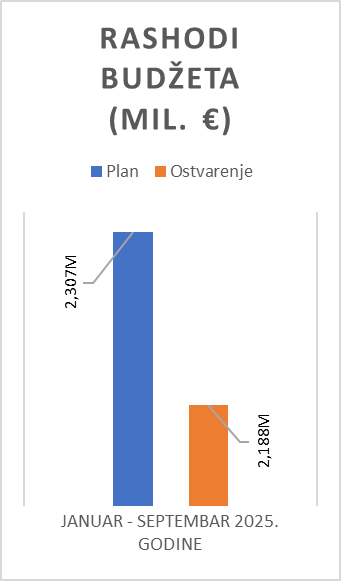 RASHODI
BUDŽETA
(MIL. €)
Plan Ostvarenje
2,307M
2,188M
JANUAR - SEPTEMBAR 2025.
GODINE